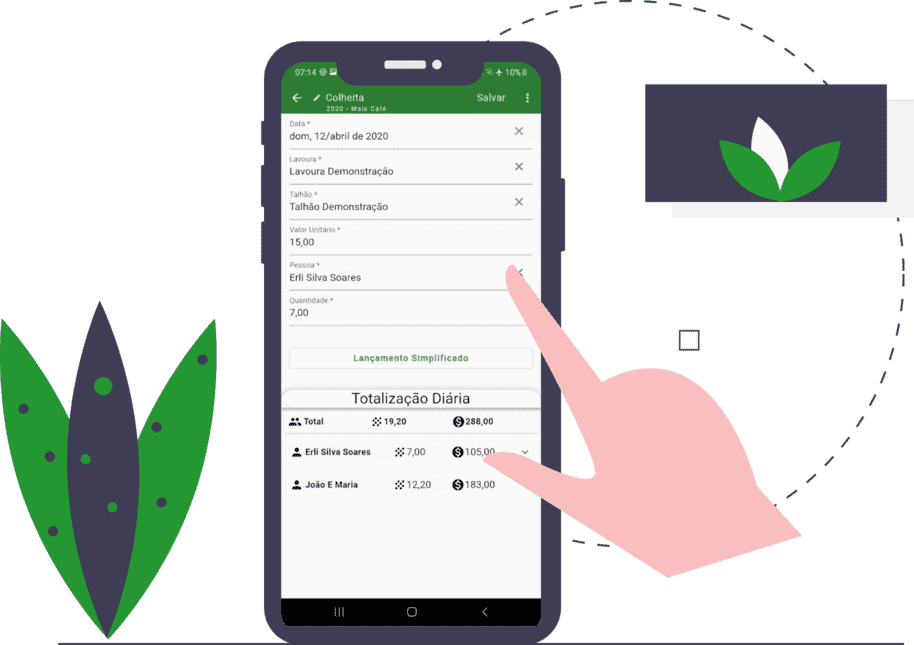 07:14 10%
Colheita Salvar
2020 - Mais Café
Data *
dom, 12/abril de 2020
Lavoura *
Lavoura Demonstração
Talhão *
Talhão Demonstração
Valor Unitário *
15,00
Pessoa *
Erli Silva Soares
Quantidade *
7,00
Lançamento Simplificado
Totalização Diária
Total 19,20 288,00
Erli Silva Soares 7,00 105,00
João E Maria 12,20 183,00